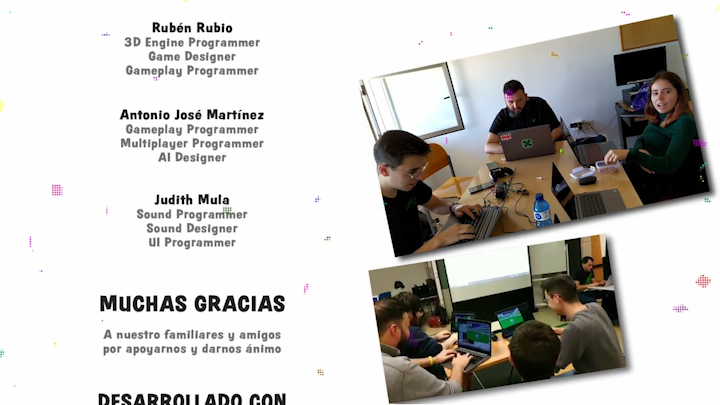 Rubén Rubio
3D Engine Programmer
Game Designer
Gameplay Programmer
Antonio José Martínez
Gameplay Programmer
Multiplayer Programmer
AI Designer
Judith Mula
Sound Programmer
Sound Designer
UI Programmer
MUCHAS GRACIAS
A nuestro familiares y amigos
por apoyarnos y darnos ánimo
DESARROLLADO CON